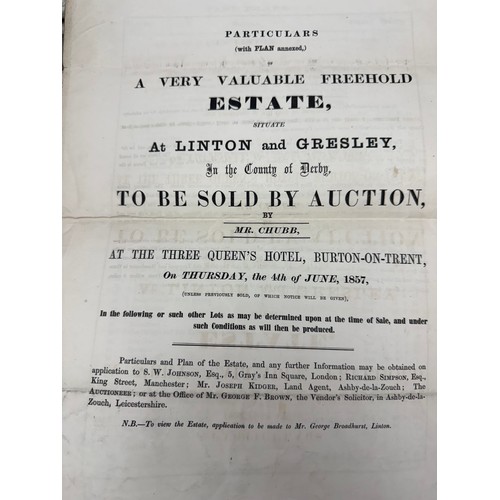 PARTICULARS
(with PLAN annexed,)
OF
A VERY VALUABLE FREEHOLD
ESTATE,
SITUATE
At LINTON and GRESLEY,
In the County of Derby,
TO BE SOLD BY AUCTION,
BY
MR. CHUBB,
AT THE THREE QUEEN'S HOTEL, BURTON-ON-TRENT,
On THURSDAY, the 4th of JUNE, 1857,
(UNLESS PREVIOUSLY SOLD, OF WHICH NOTICE WILL BE GIVEN),
In the following or such other Lots as may be determined upon at the time of Sale, and under
such Conditions as will then be produced.
Particulars and Plan of the Estate, and any further Information may be obtained on
application to S. W. JOHNSON, Esq., 5, Gray's Inn Square, London; RICHARD SIMPSON, Esq.,
King Street, Manchester; Mr. JOSEPH KIDGER, Land Agent, Ashby-de-la-Zouch; The
AUCTIONEER; or at the Office of Mr. GEORGE F. BROWN, the Vendor's Solicitor, in Ashby-de-la-
Zouch, Leicestershire.
N.B.—To view the Estate, application to be made to Mr. George Broadhurst, Linton.